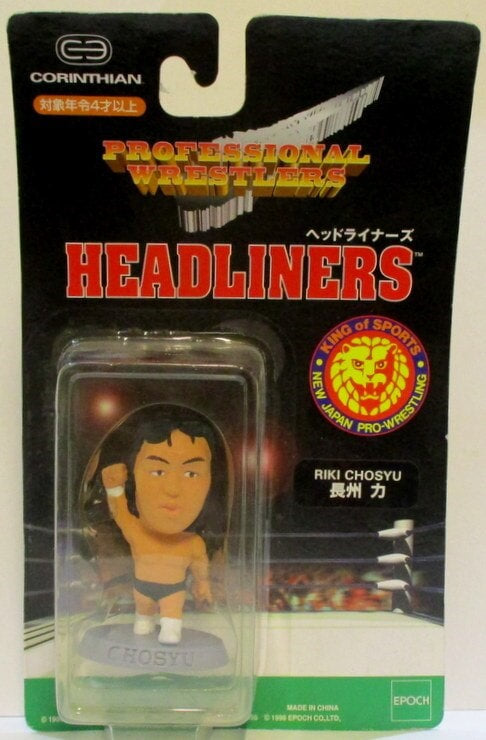 CORINTHIAN
対象年令4才以上
PROFESSIONAL
WRESTLERS
ヘッドライナーズ
HEADLINERS™
KING of SPORTS
NEW JAPAN PRO-WRESTLING
RIKI CHOSYU
長州 力
CHOSYU
MADE IN CHINA
© 1998 EPOCH CO.,LTD.
EPOCH